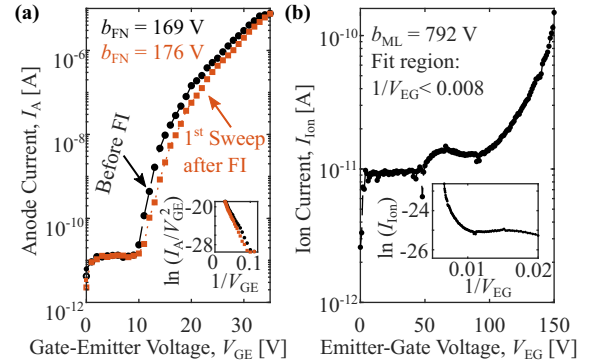 (a)
b_FN = 169 V
b_FN = 176 V
Before FI
1st Sweep
after FI
Anode Current, I_A [A]
10^-4
10^-6
10^-8
10^-10
10^-12
0 10 20 30
Gate-Emitter Voltage, V_GE [V]
ln (I_A/V²_GE)
-20
-28
0 0.1
1/V_GE
(b)
b_ML = 792 V
Fit region:
1/V_EG < 0.008
Ion Current, I_Ion [A]
10^-10
10^-11
10^-12
0 50 100 150
Emitter-Gate Voltage, V_EG [V]
ln (I_Ion)
-24
-26
0.01 0.02
1/V_EG